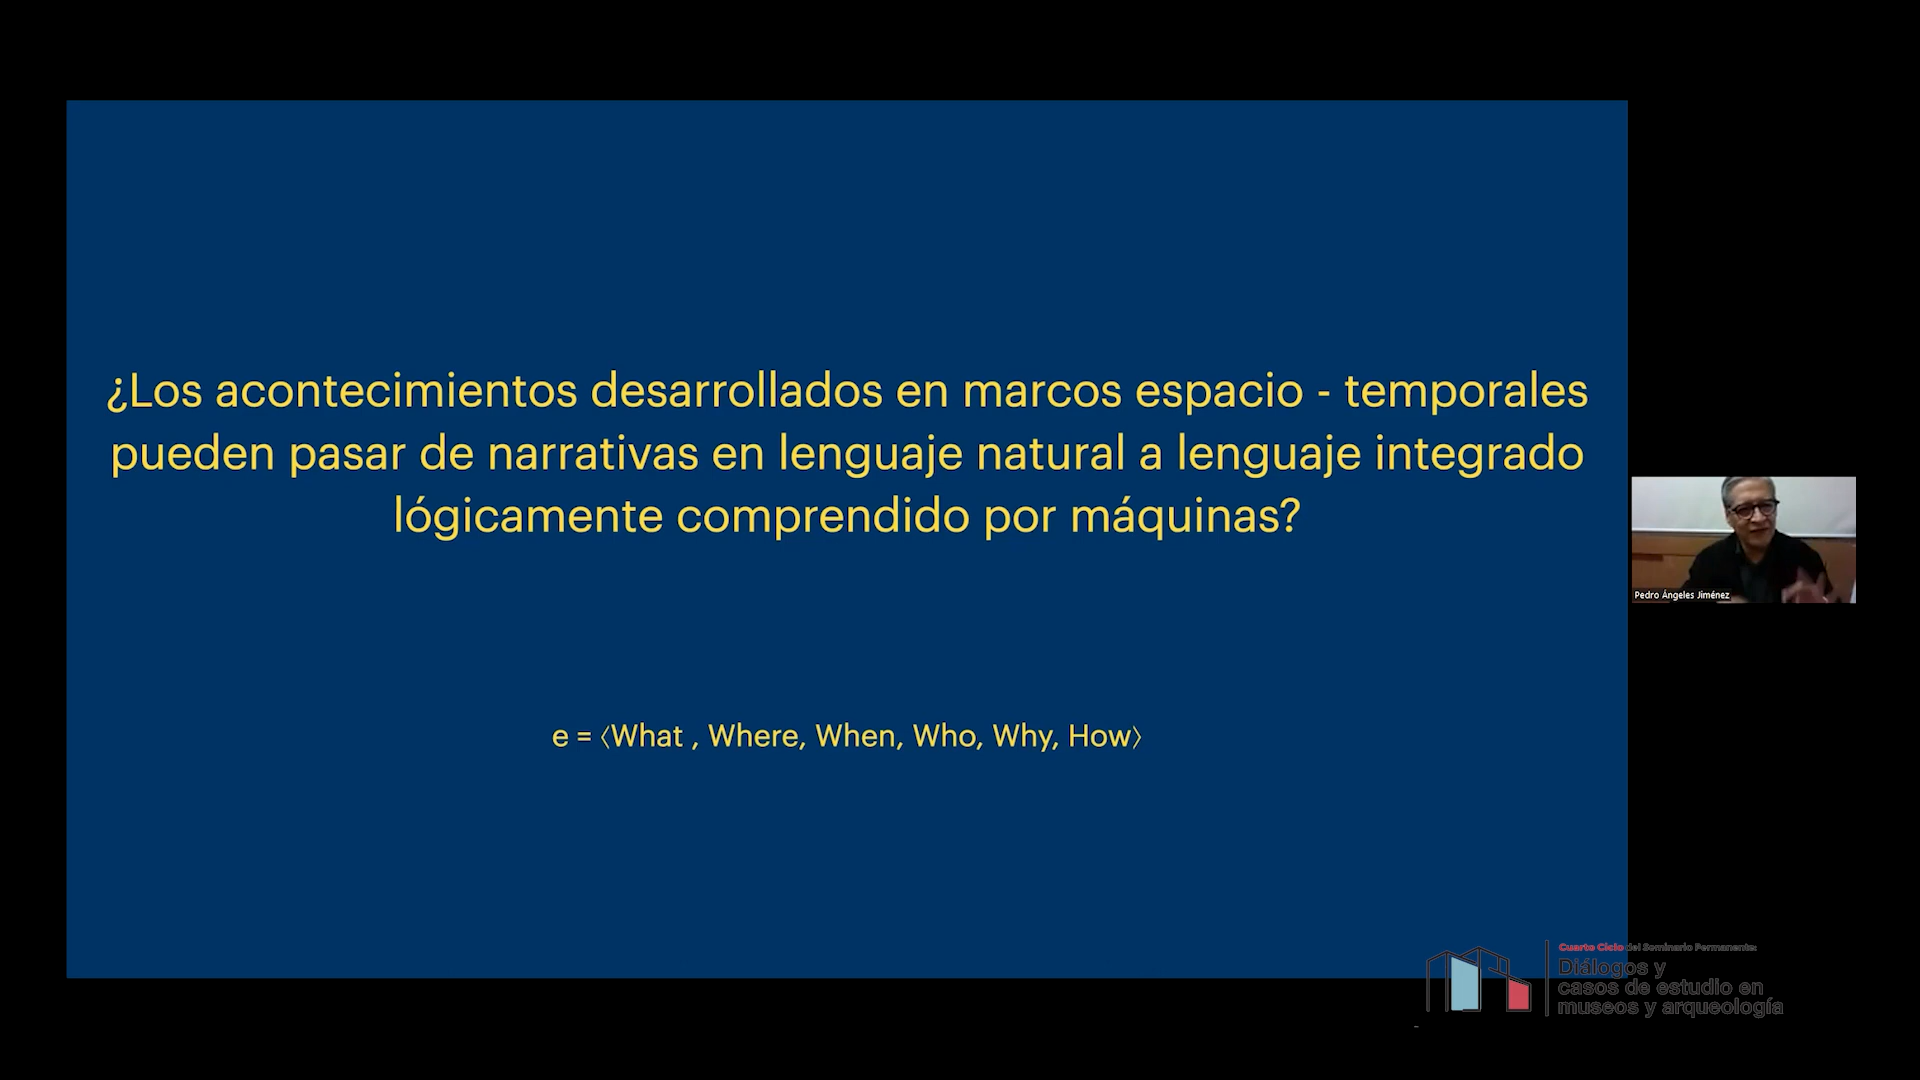 ¿Los acontecimientos desarrollados en marcos espacio - temporales
pueden pasar de narrativas en lenguaje natural a lenguaje integrado
lógicamente comprendido por máquinas?
e = ⟨What , Where, When, Who, Why, How⟩
Pedro Ángeles Jiménez
Cuarto Ciclo del Seminario Permanente:
Diálogos y
casos de estudio en
museos y arqueología